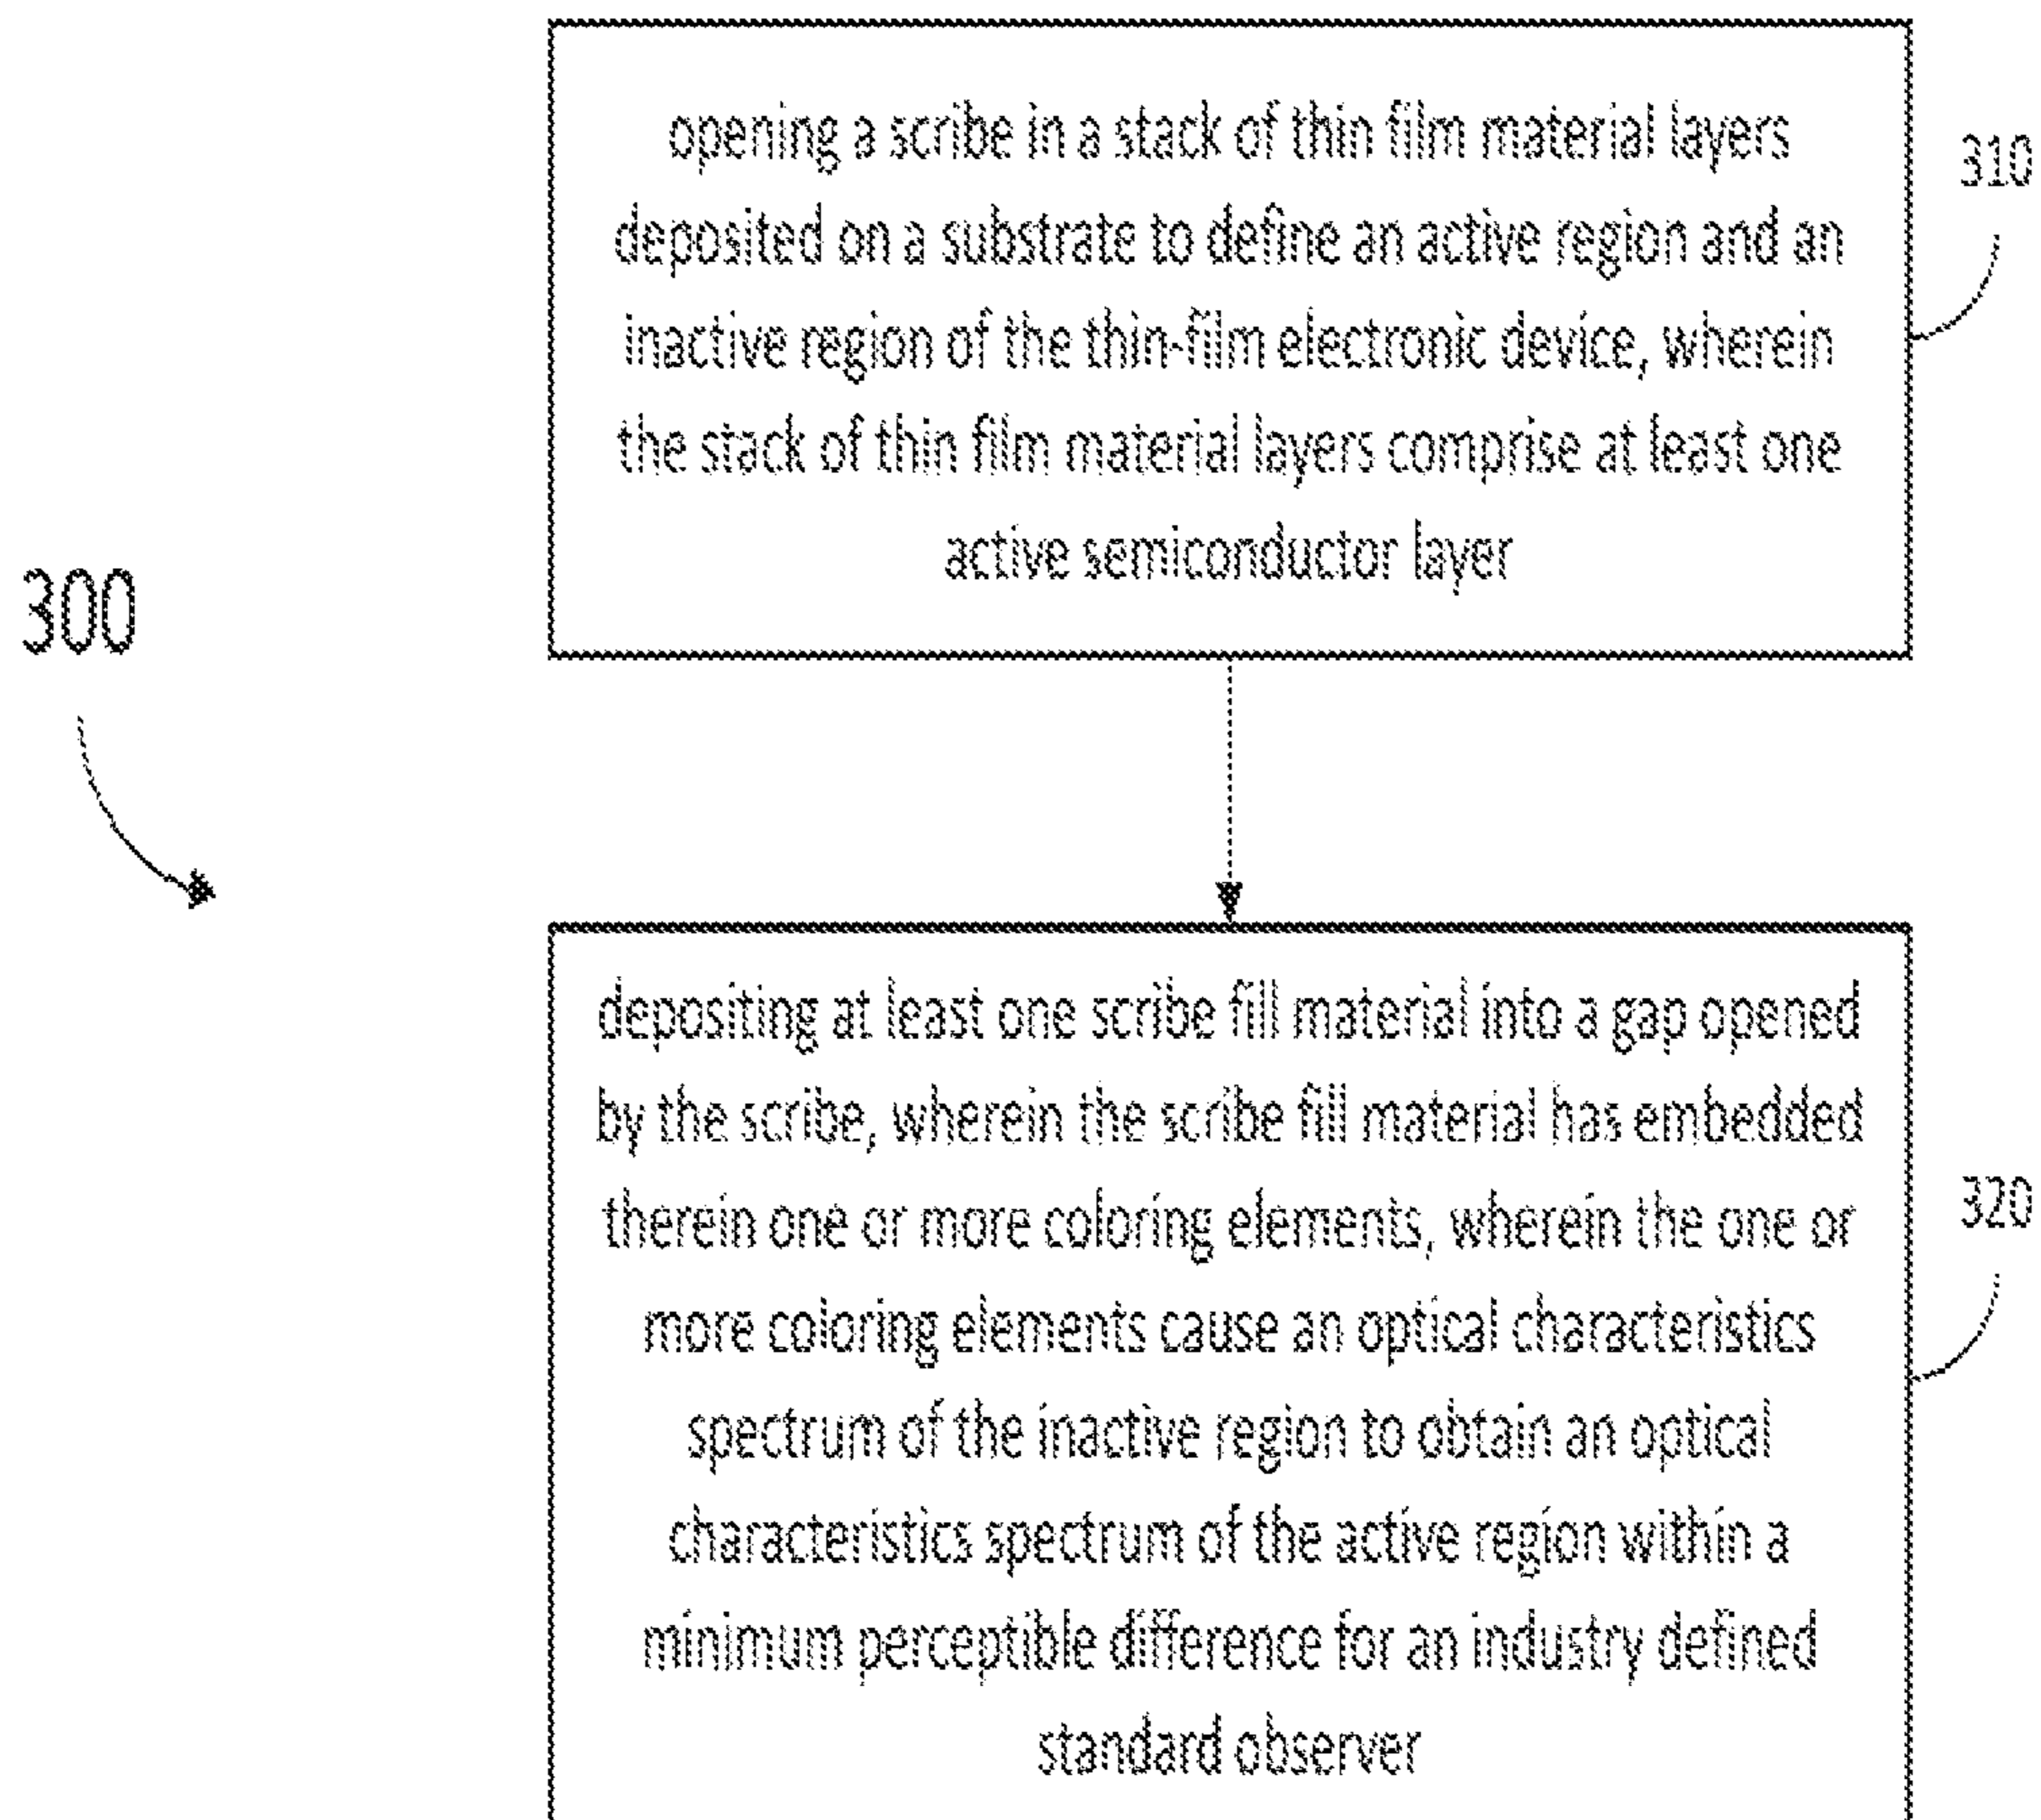 opening a scribe in a stack of thin film material layers
deposited on a substrate to define an active region and an
inactive region of the thin-film electronic device, wherein
the stack of thin film material layers comprise at least one
active semiconductor layer
310
300
depositing at least one scribe fill material into a gap opened
by the scribe, wherein the scribe fill material has embedded
therein one or more coloring elements, wherein the one or
more coloring elements cause an optical characteristics
spectrum of the inactive region to obtain an optical
characteristics spectrum of the active region within a
minimum perceptible difference for an industry defined
standard observer
320